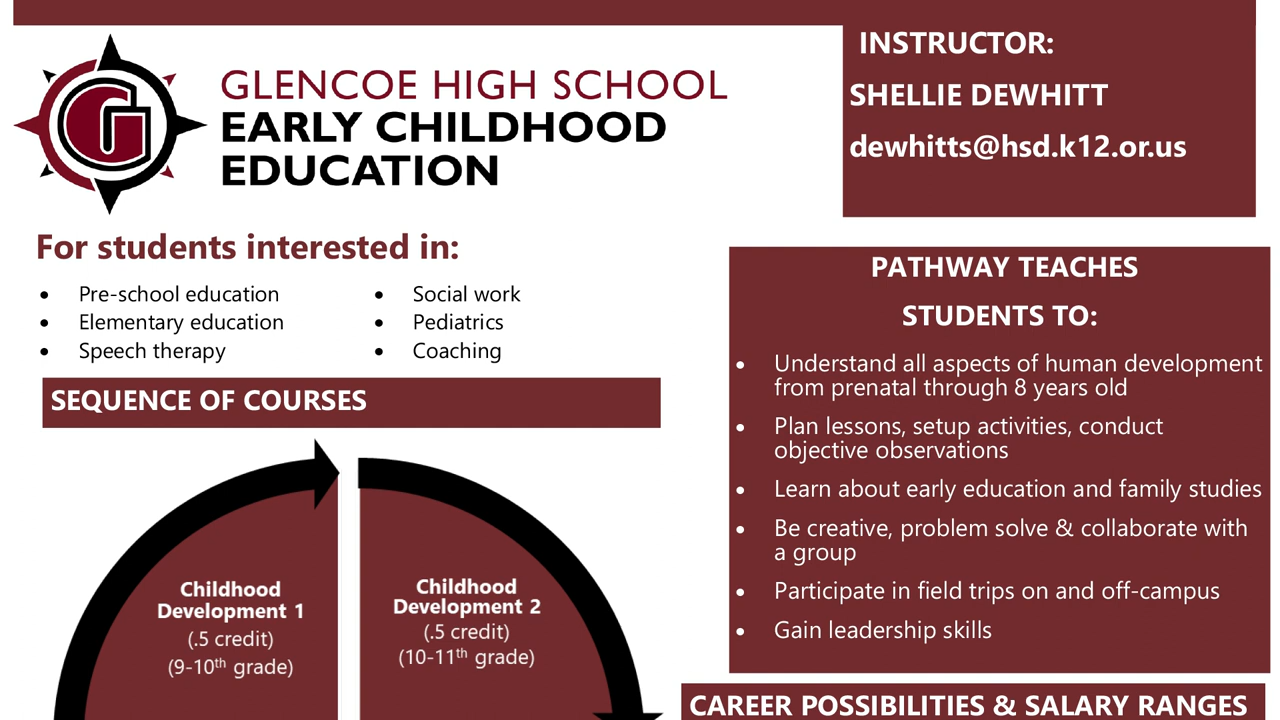 G
GLENCOE HIGH SCHOOL
EARLY CHILDHOOD
EDUCATION
INSTRUCTOR:
SHELLIE DEWHITT
dewhitts@hsd.k12.or.us
For students interested in:
• Pre-school education
• Elementary education
• Speech therapy
• Social work
• Pediatrics
• Coaching
SEQUENCE OF COURSES
Childhood
Development 1
(.5 credit)
(9-10th grade)
Childhood
Development 2
(.5 credit)
(10-11th grade)
PATHWAY TEACHES
STUDENTS TO:
• Understand all aspects of human development
from prenatal through 8 years old
• Plan lessons, setup activities, conduct
objective observations
• Learn about early education and family studies
• Be creative, problem solve & collaborate with
a group
• Participate in field trips on and off-campus
• Gain leadership skills
CAREER POSSIBILITIES & SALARY RANGES